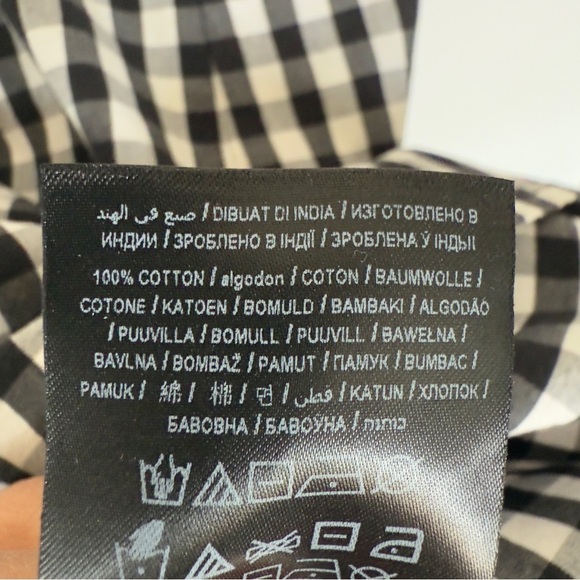 صنع في الهند / DIBUAT DI INDIA / ИЗГОТОВЛЕНО В
ИНДИИ / ЗРОБЛЕНО В ІНДІЇ / ЗРОБЛЕНА Ў ІНДЫІ
100% COTTON / algodon / COTON / BAUMWOLLE /
COTONE / KATOEN / BOMULD / BAMBAKI / ALGODÃO
/ PUUVILLA / BOMULL / PUUVILL / BAWEŁNA /
BAVLNA / BOMBAŽ / PAMUT / ПАМУК / BUMBAC /
PAMUK / 綿 / 棉 / 면 / قطن / KATUN / ХЛОПОК /
БАВОВНА / БАВОЎНА / כותנה